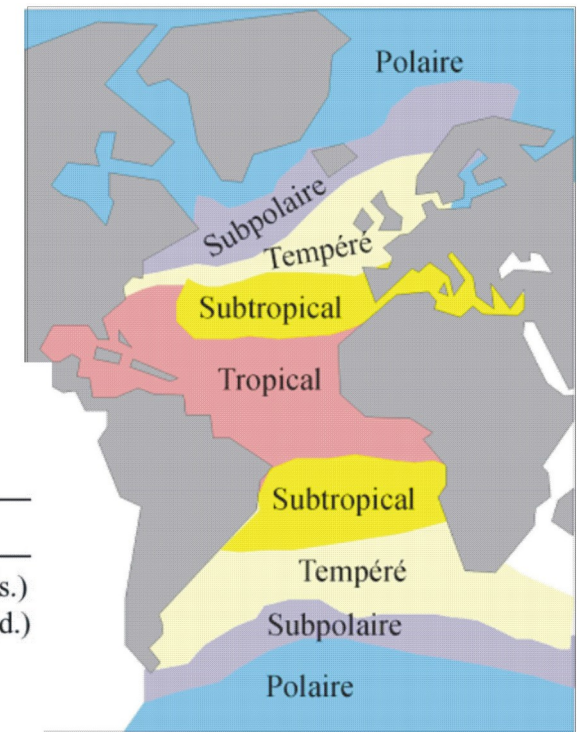 Polaire
Subpolaire
Tempéré
Subtropical
Tropical
Subtropical
s.)
Tempéré
d.)
Subpolaire
Polaire